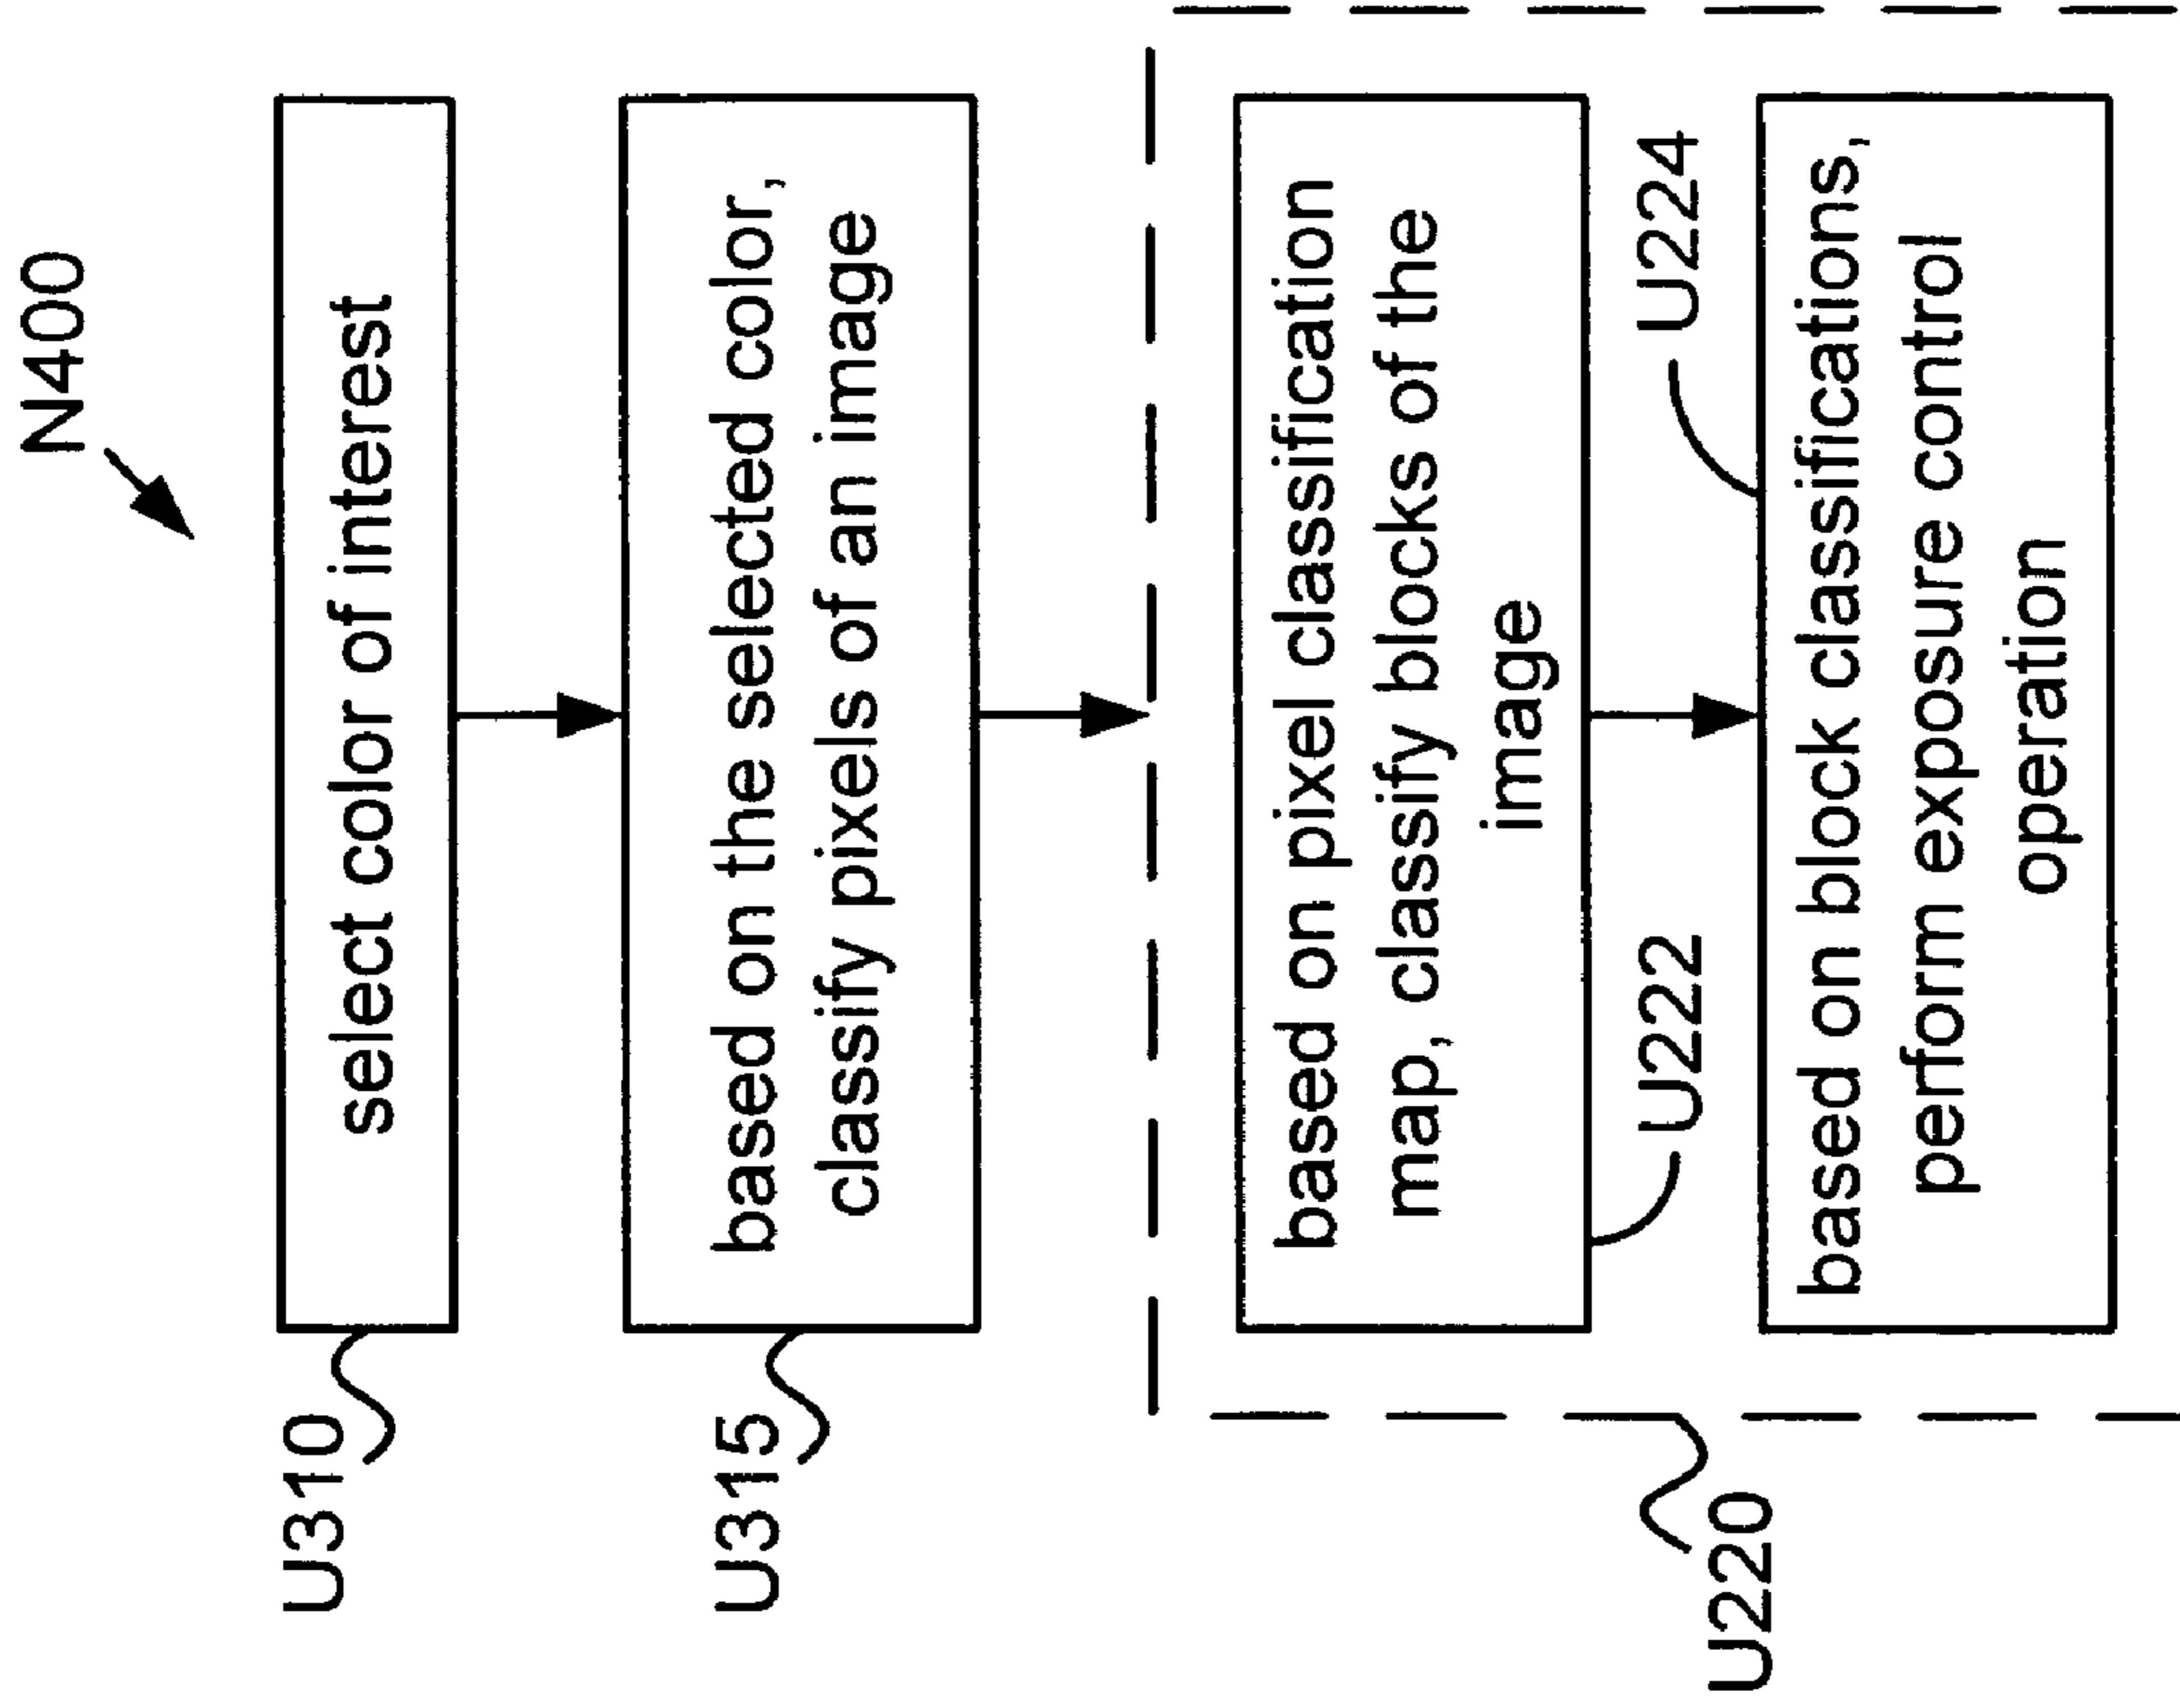 N400
U310
select color of interest
U315
based on the selected color,
classify pixels of an image
U220
based on pixel classification
map, classify blocks of the
image
U222
U224
based on block classifications,
perform exposure control
operation